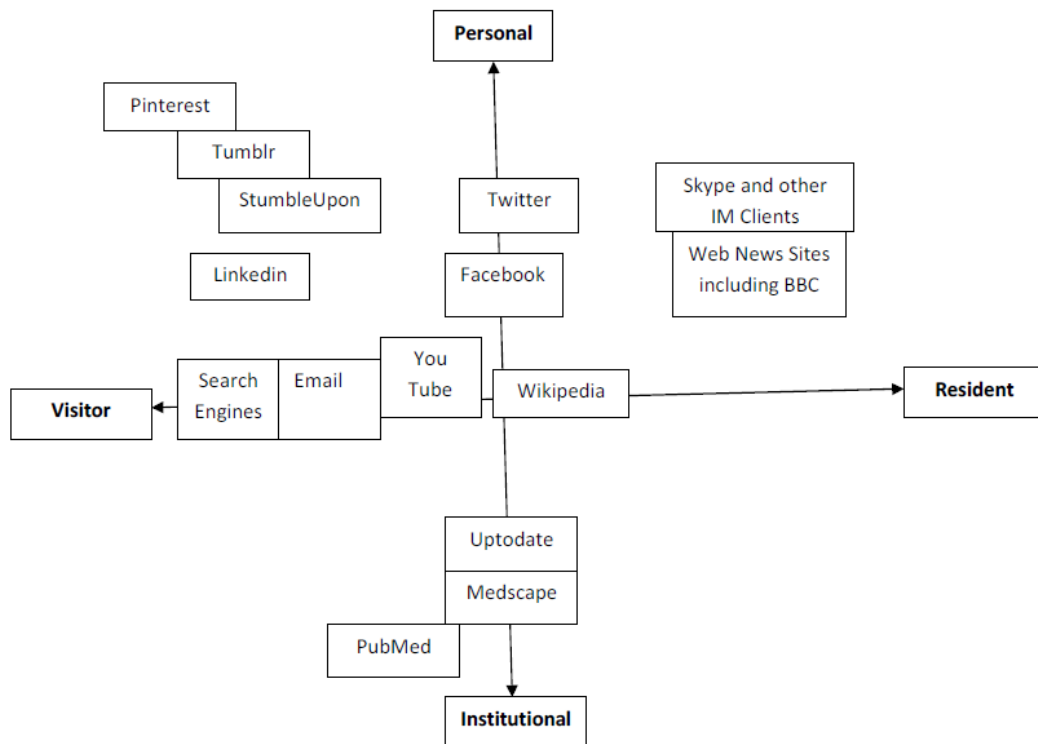 Personal
Pinterest
Tumblr
StumbleUpon
Twitter
Skype and other
IM Clients
Linkedin
Facebook
Web News Sites
including BBC
Visitor
Search
Engines
Email
You
Tube
Wikipedia
Resident
Uptodate
Medscape
PubMed
Institutional